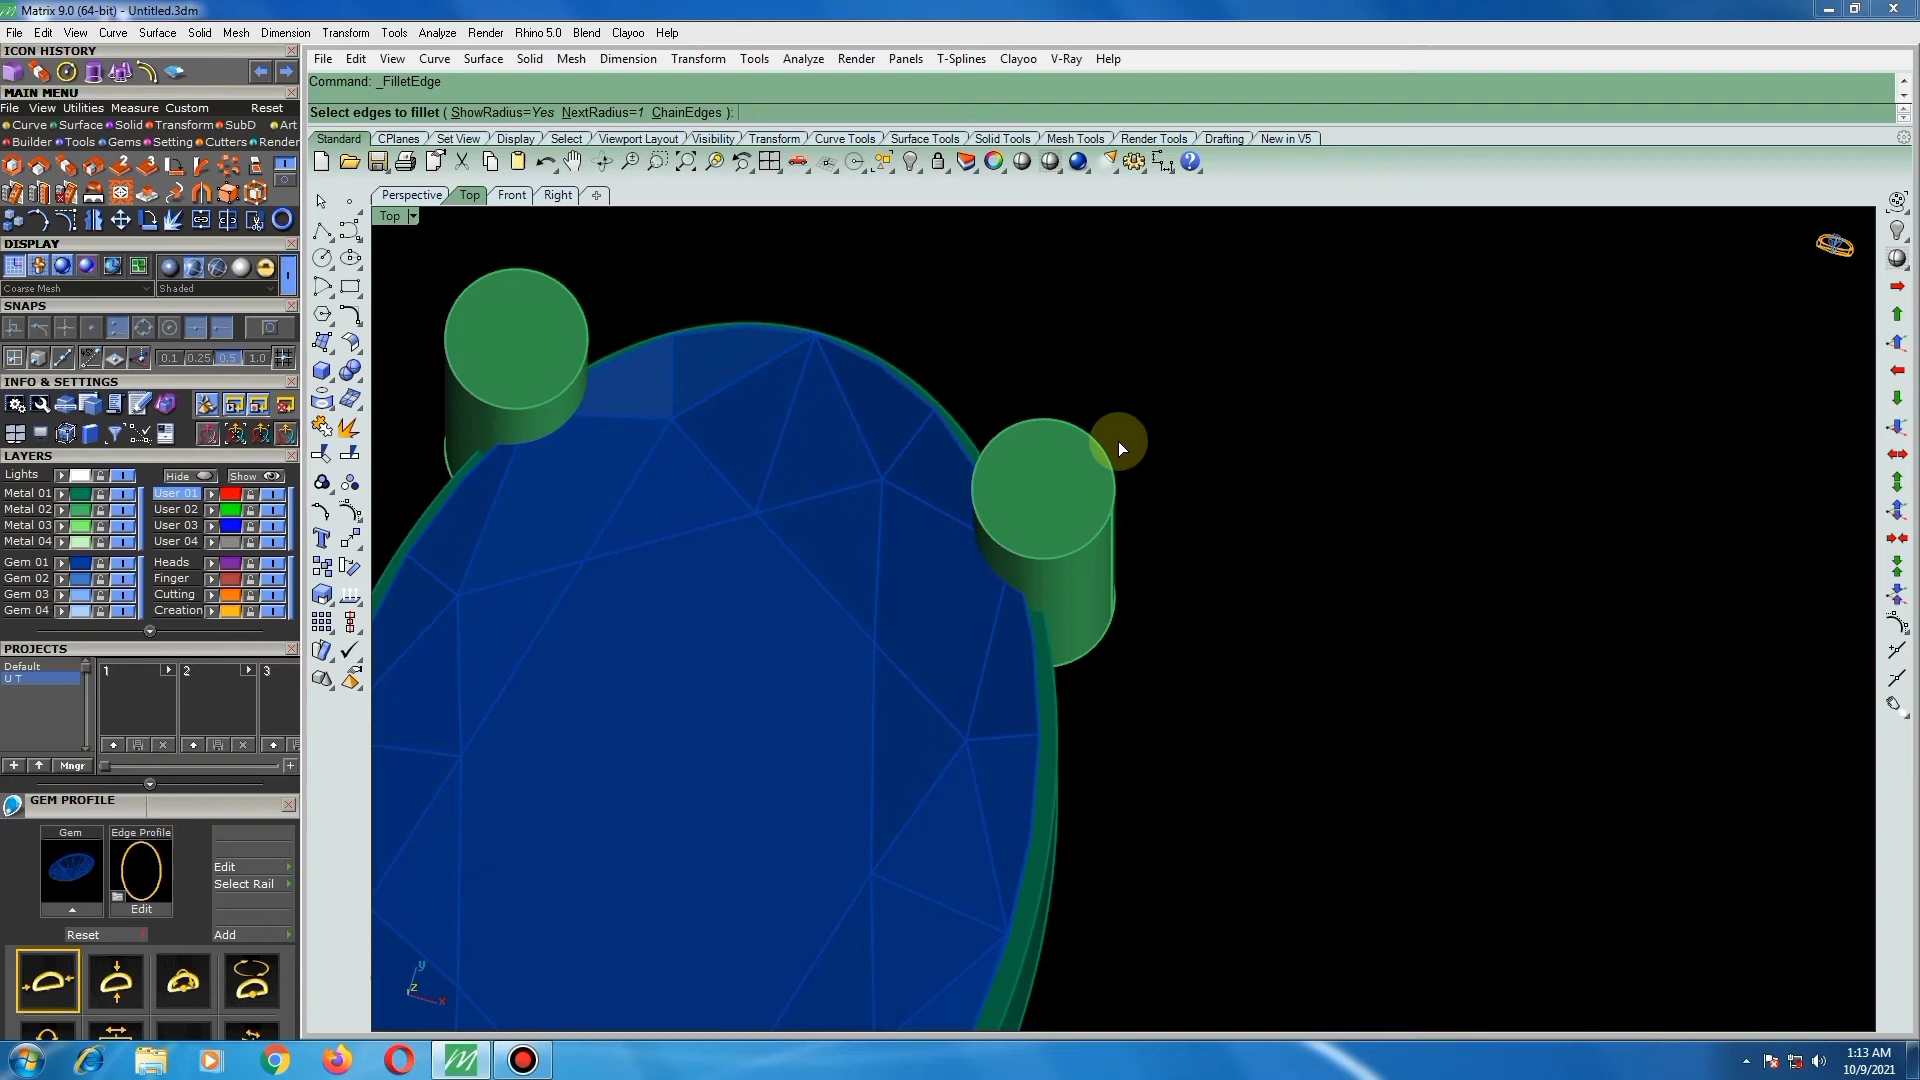 Matrix 9.0 (64-bit) - Untitled.3dm
File Edit View Curve Surface Solid Mesh Dimension Transform Tools Analyze Render Rhino 5.0 Blend Clayoo Help
ICON HISTORY
MAIN MENU
File View Utilities Measure Custom Reset
Curve Surface Solid Transform SubD Art
Builder Tools Gems Setting Cutters Render
DISPLAY
Coarse Mesh Shaded
SNAPS
0.1 0.25 0.5 1.0
INFO & SETTINGS
LAYERS
Lights Hide Show
Metal 01 User 01
Metal 02 User 02
Metal 03 User 03
Metal 04 User 04
Gem 01 Heads
Gem 02 Finger
Gem 03 Cutting
Gem 04 Creation
PROJECTS
Default
U T
1 2 3
Mngr
GEM PROFILE
Gem Edge Profile
Edit
Select Rail
Edit
Reset Add
File Edit View Curve Surface Solid Mesh Dimension Transform Tools Analyze Render Panels T-Splines Clayoo V-Ray Help
Command: _FilletEdge
Select edges to fillet ( ShowRadius=Yes NextRadius=1 ChainEdges ):
Standard CPlanes Set View Display Select Viewport Layout Visibility Transform Curve Tools Surface Tools Solid Tools Mesh Tools Render Tools Drafting New in V5
Perspective Top Front Right
Top
y
z
x
1:13 AM
10/9/2021